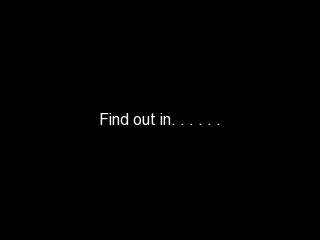 Find out in. . . . . .